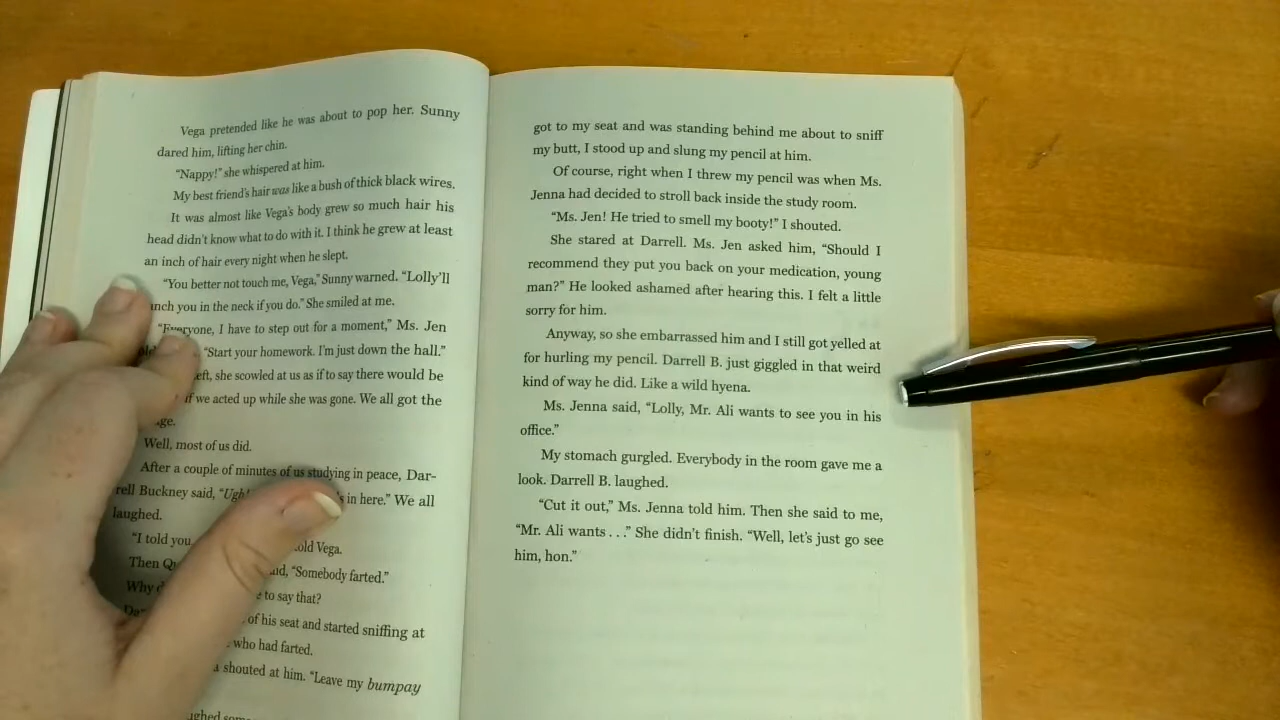 Vega pretended like he was about to pop her. Sunny
dared him, lifting her chin.
“Nappy!” she whispered at him.
My best friend’s hair was like a bush of thick black wires.
It was almost like Vega’s body grew so much hair his
head didn’t know what to do with it. I think he grew at least
an inch of hair every night when he slept.
“You better not touch me, Vega,” Sunny warned. “Lolly’ll
you in the neck if you do.” She smiled at me.
“Everyone, I have to step out for a moment,” Ms. Jen
“Start your homework. I’m just down the hall.”
she scowled at us as if to say there would be
if we acted up while she was gone. We all got the
Well, most of us did.
After a couple of minutes of us studying in peace, Dar-
rell Buckney said, “Ugh! in here.” We all
laughed.
“I told you, told Vega.
Then “Somebody farted.”
Why to say that?
of his seat and started sniffing at
who had farted.
shouted at him. “Leave my bumpay
got to my seat and was standing behind me about to sniff
my butt, I stood up and slung my pencil at him.
Of course, right when I threw my pencil was when Ms.
Jenna had decided to stroll back inside the study room.
“Ms. Jen! He tried to smell my booty!” I shouted.
She stared at Darrell. Ms. Jen asked him, “Should I
recommend they put you back on your medication, young
man?” He looked ashamed after hearing this. I felt a little
sorry for him.
Anyway, so she embarrassed him and I still got yelled at
for hurling my pencil. Darrell B. just giggled in that weird
kind of way he did. Like a wild hyena.
Ms. Jenna said, “Lolly, Mr. Ali wants to see you in his
office.”
My stomach gurgled. Everybody in the room gave me a
look. Darrell B. laughed.
“Cut it out,” Ms. Jenna told him. Then she said to me,
“Mr. Ali wants . . .” She didn’t finish. “Well, let’s just go see
him, hon.”